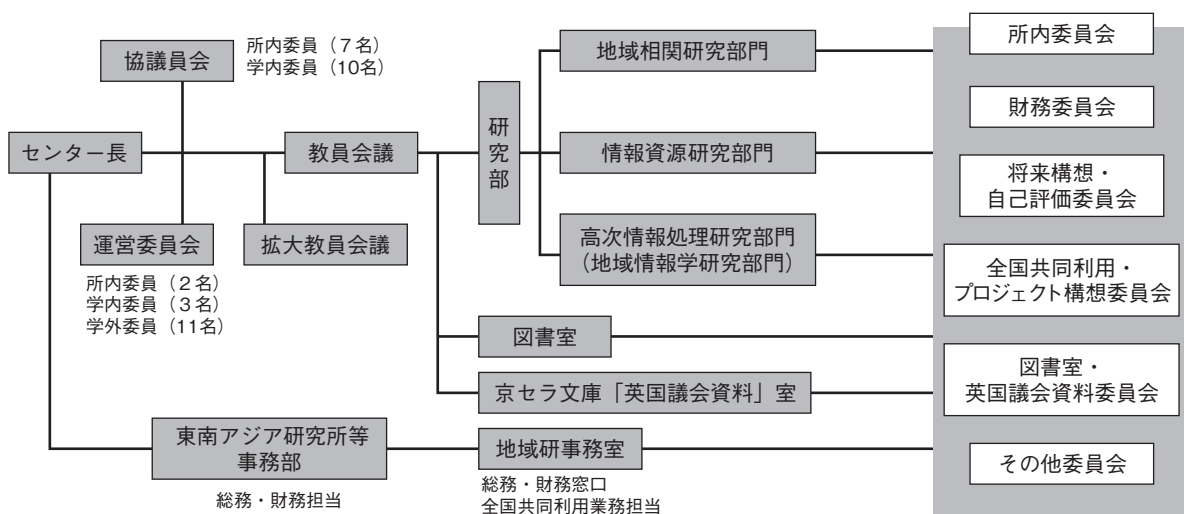 協議員会
所内委員（７名）
学内委員（10名）
センター長
教員会議
運営委員会
所内委員（２名）
学内委員（３名）
学外委員（11名）
拡大教員会議
研究部
地域相関研究部門
情報資源研究部門
高次情報処理研究部門
（地域情報学研究部門）
図書室
京セラ文庫「英国議会資料」室
東南アジア研究所等
事務部
総務・財務担当
地域研事務室
総務・財務窓口
全国共同利用業務担当
所内委員会
財務委員会
将来構想・
自己評価委員会
全国共同利用・
プロジェクト構想委員会
図書室・
英国議会資料委員会
その他委員会